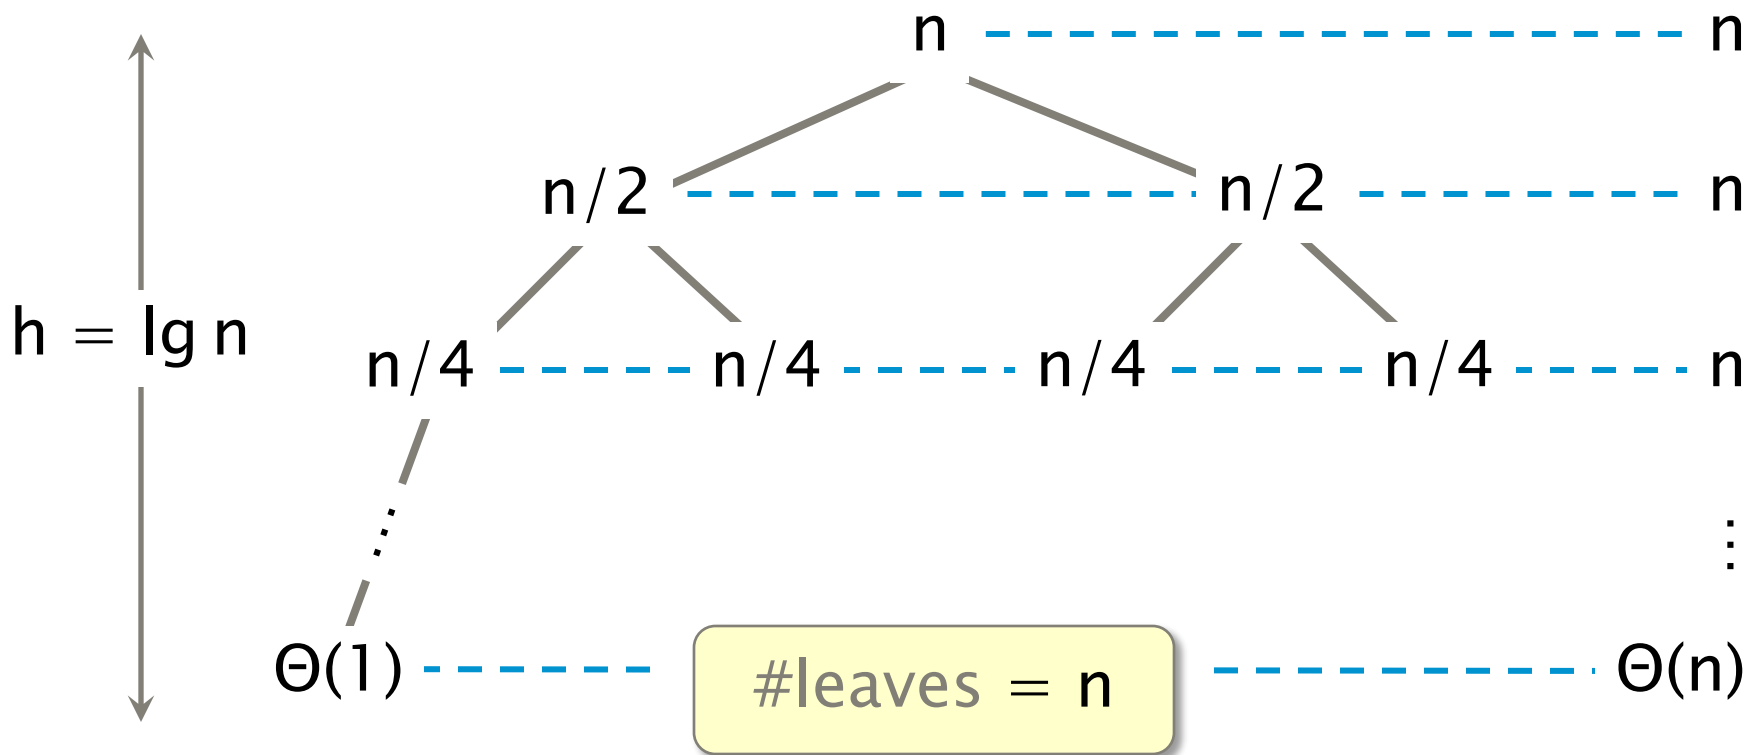 n n
n/2 n/2 n
h = lg n
n/4 n/4 n/4 n/4 n
⋮
Θ(1) #leaves = n Θ(n)